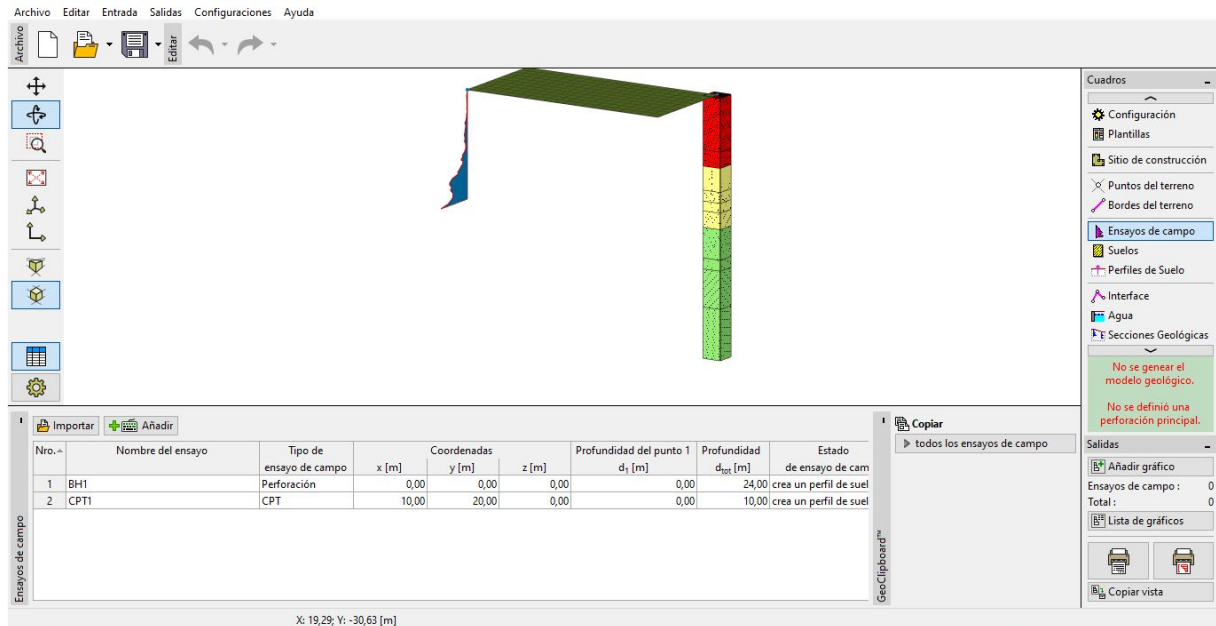 Archivo Editar Entrada Salidas Configuraciones Ayuda
Archivo
Editar
Cuadros
Configuración
Plantillas
Sitio de construcción
Puntos del terreno
Bordes del terreno
Ensayos de campo
Suelos
Perfiles de Suelo
Interface
Agua
Secciones Geológicas
No se genear el
modelo geológico.
No se definió una
perforación principal.
Salidas
Añadir gráfico
Ensayos de campo : 0
Total : 0
Lista de gráficos
Copiar vista
Ensayos de campo
Importar Añadir
Nro. Nombre del ensayo Tipo de Coordenadas Profundidad del punto 1 Profundidad Estado
ensayo de campo x [m] y [m] z [m] d1 [m] dtot [m] de ensayo de cam
1 BH1 Perforación 0,00 0,00 0,00 0,00 24,00 crea un perfil de suel
2 CPT1 CPT 10,00 20,00 0,00 0,00 10,00 crea un perfil de suel
GeoClipboard™
Copiar
todos los ensayos de campo
X: 19,29; Y: -30,63 [m]